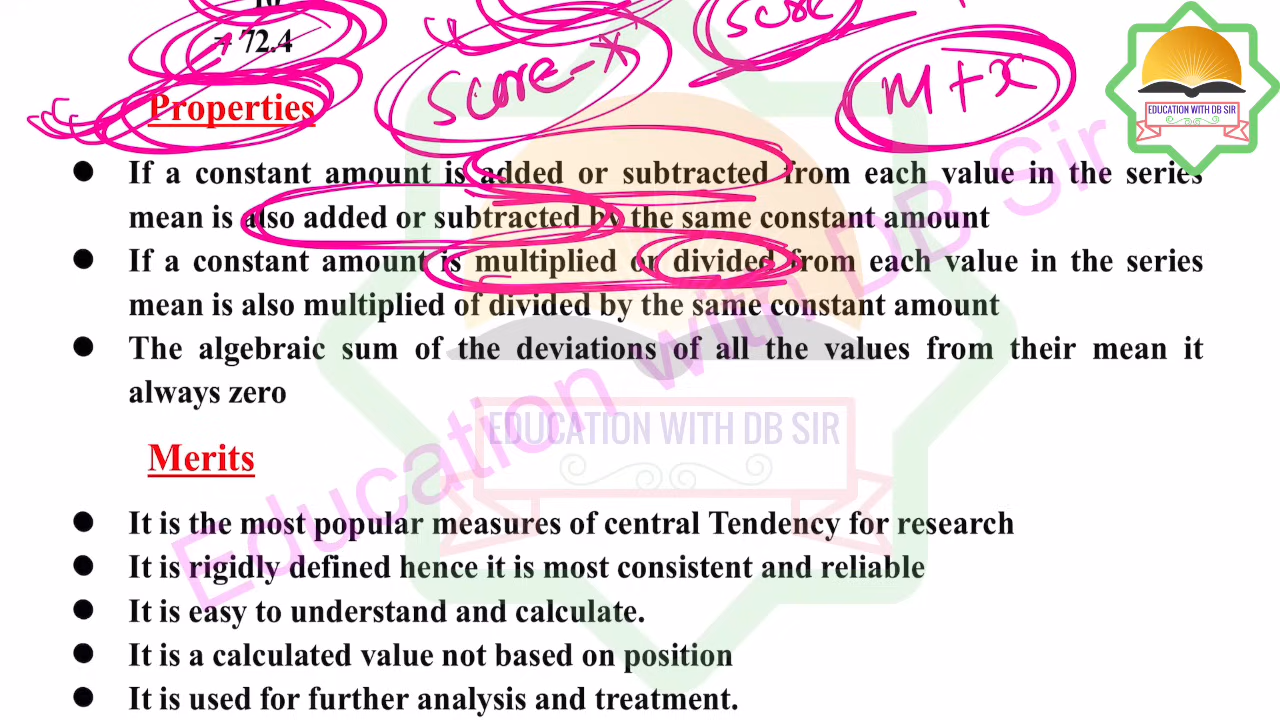 = 72.4
Score
Score - x
M + x
EDUCATION WITH DB SIR
Properties
● If a constant amount is added or subtracted from each value in the series
mean is also added or subtracted by the same constant amount
● If a constant amount is multiplied or divided from each value in the series
mean is also multiplied of divided by the same constant amount
● The algebraic sum of the deviations of all the values from their mean it
always zero
EDUCATION WITH DB SIR
Education with DB Sir
Merits
● It is the most popular measures of central Tendency for research
● It is rigidly defined hence it is most consistent and reliable
● It is easy to understand and calculate.
● It is a calculated value not based on position
● It is used for further analysis and treatment.